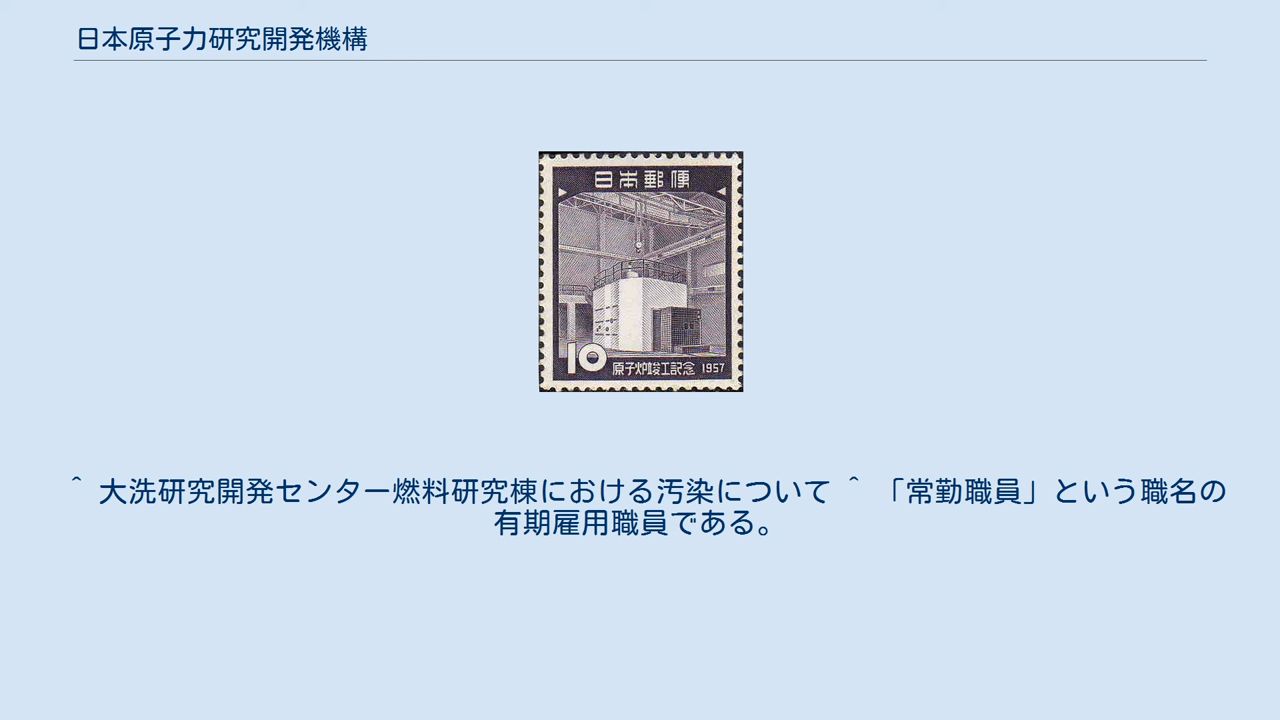 日本原子力研究開発機構
日本郵便
10 原子炉竣工記念 1957
^ 大洗研究開発センター燃料研究棟における汚染について ^ 「常勤職員」という職名の
有期雇用職員である。